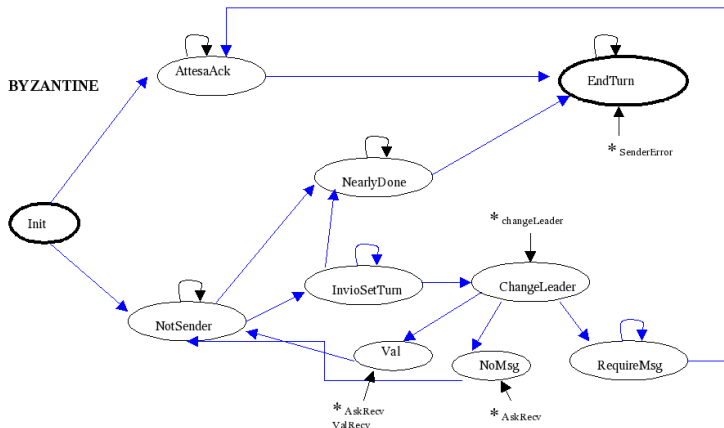 AttesaAck
BYZANTINE
EndTurn
* SenderError
NearlyDone
Init
* changeLeader
InvioSetTurn
ChangeLeader
NotSender
Val
NoMsg
RequireMsg
* AskRecv
ValRecv
* AskRecv